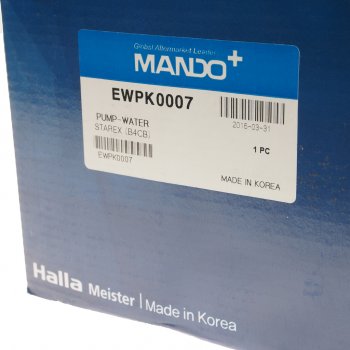 Global Aftermarket Leader
MANDO+
EWPK0007
2016-03-31
PUMP-WATER
STAREX (B4CB)
1 PC
EWPK0007
MADE IN KOREA
Halla Meister | Made in Korea